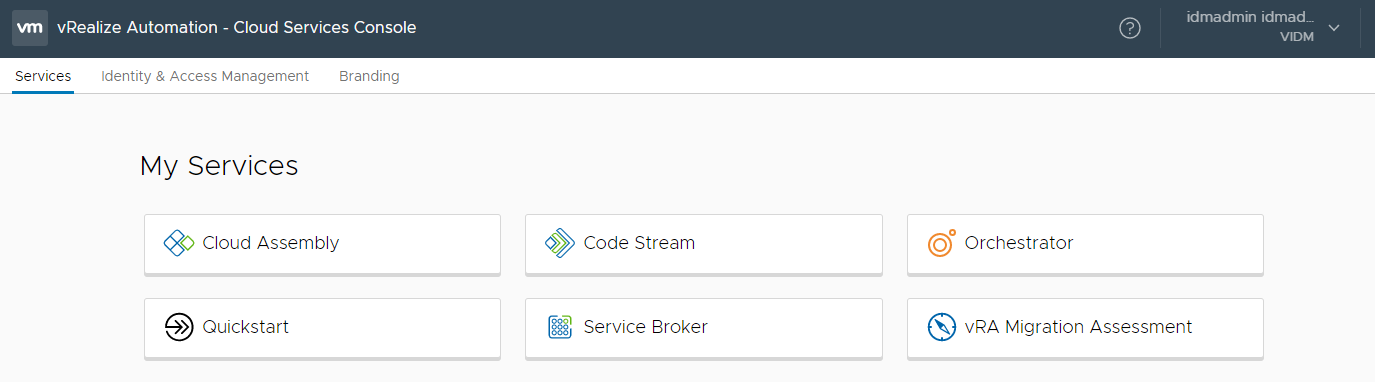 vm vRealize Automation - Cloud Services Console
idmadmin idmad...
VIDM
Services Identity & Access Management Branding
My Services
Cloud Assembly Code Stream Orchestrator
Quickstart Service Broker vRA Migration Assessment